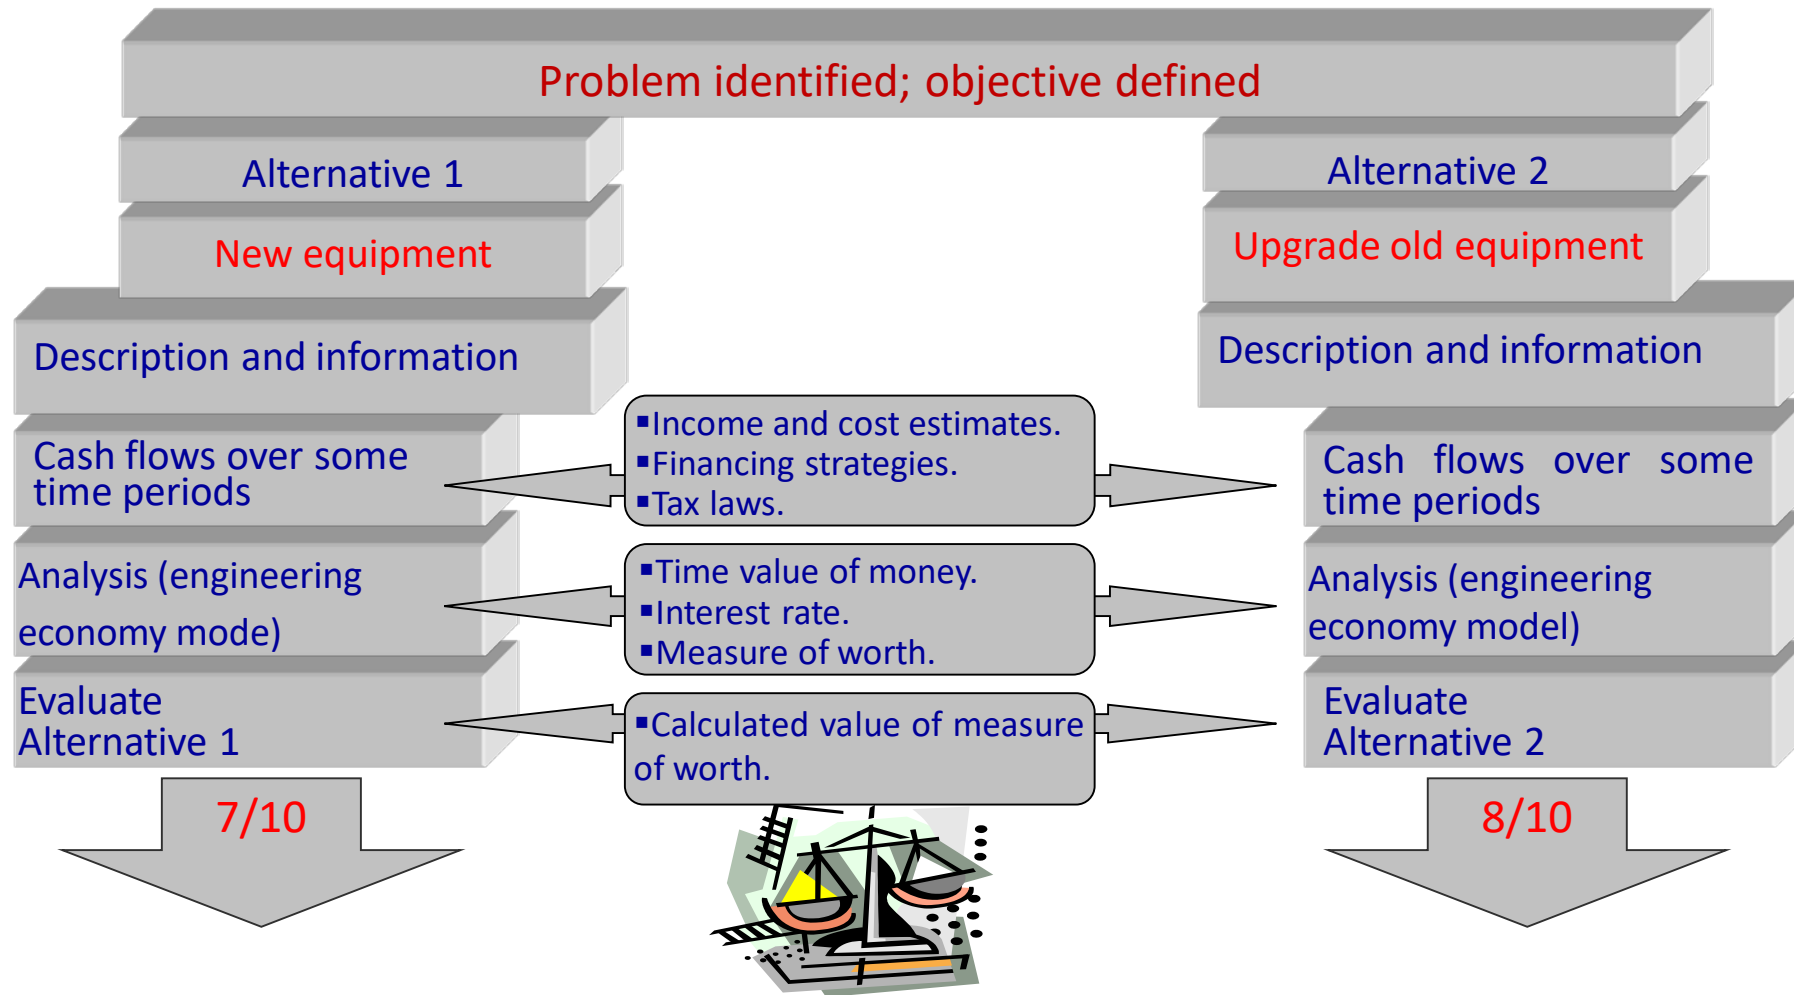 Problem identified; objective defined
Alternative 1
New equipment
Description and information
Cash flows over some
time periods
Analysis (engineering
economy mode)
Evaluate
Alternative 1
7/10
▪Income and cost estimates.
▪Financing strategies.
▪Tax laws.
▪Time value of money.
▪Interest rate.
▪Measure of worth.
▪Calculated value of measure
of worth.
Alternative 2
Upgrade old equipment
Description and information
Cash flows over some
time periods
Analysis (engineering
economy model)
Evaluate
Alternative 2
8/10